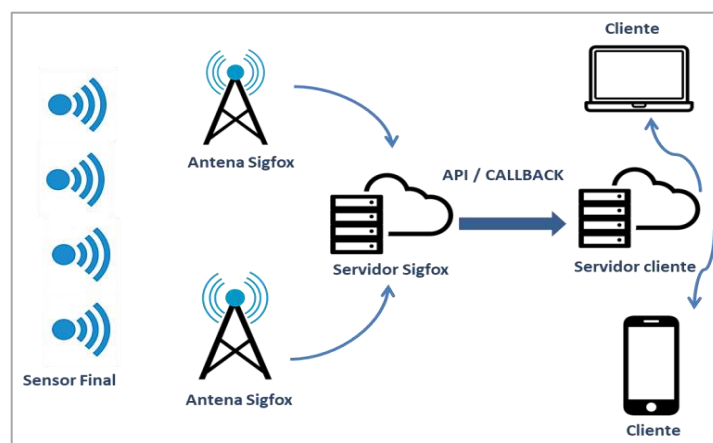 Cliente
Antena Sigfox
API / CALLBACK
Servidor Sigfox
Servidor cliente
Sensor Final
Antena Sigfox
Cliente